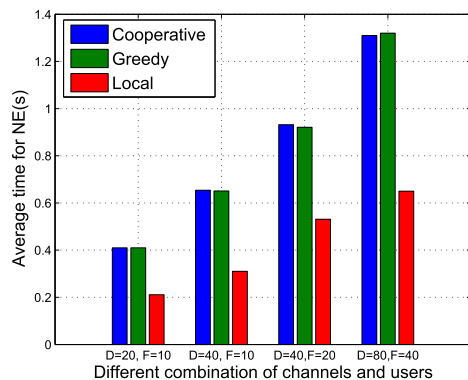 1.4
1.2
1
0.8
0.6
0.4
0.2
0
Average time for NE(s)
Cooperative
Greedy
Local
D=20, F=10
D=40, F=10
D=40,F=20
D=80,F=40
Different combination of channels and users